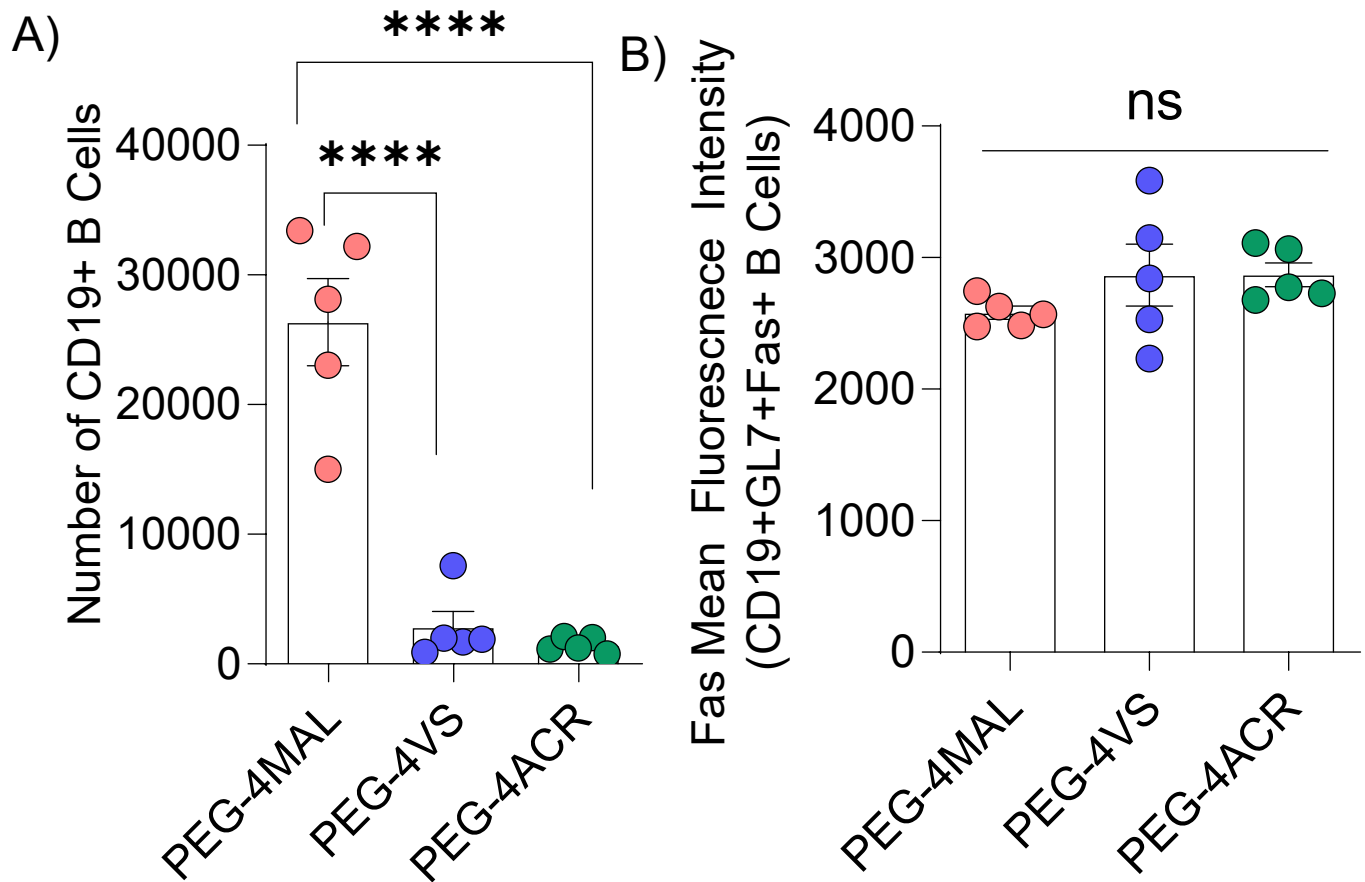 A)
****
****
Number of CD19+ B Cells
40000
30000
20000
10000
0
PEG-4MAL
PEG-4VS
PEG-4ACR
B)
ns
Fas Mean Fluorescnece Intensity
(CD19+GL7+Fas+ B Cells)
4000
3000
2000
1000
0
PEG-4MAL
PEG-4VS
PEG-4ACR